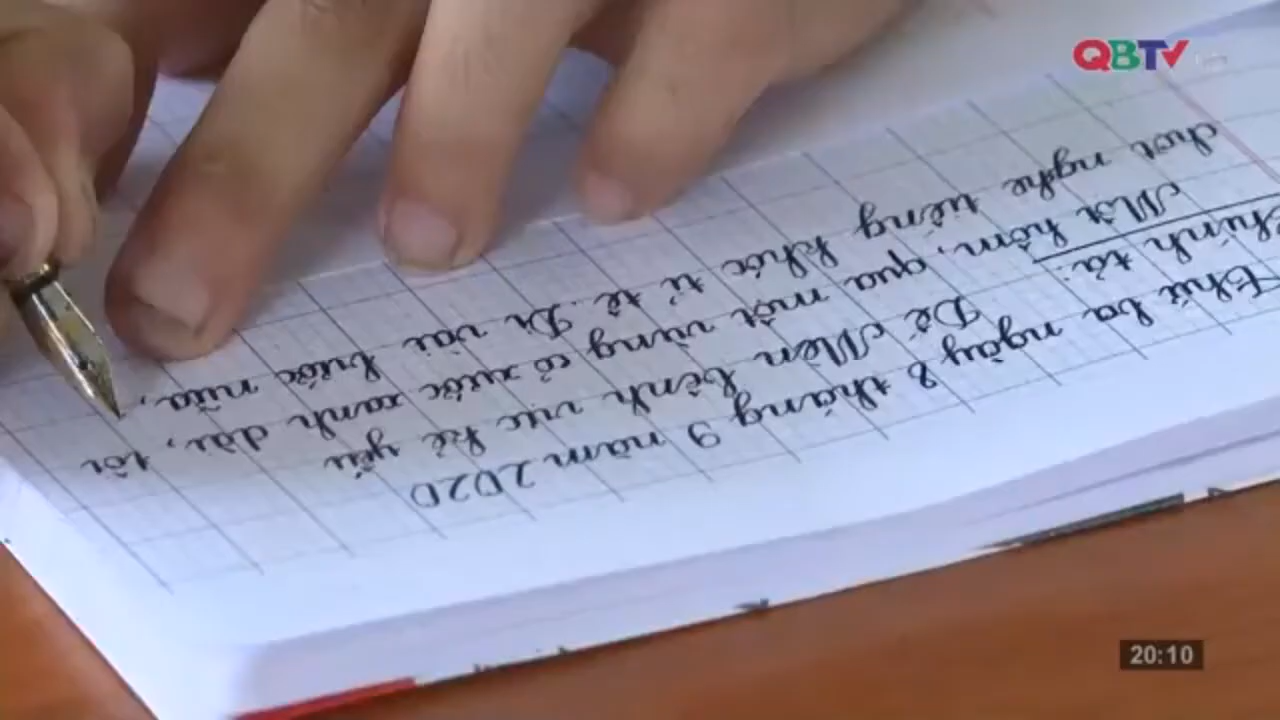 QBTV
Thứ ba ngày 8 tháng 9 năm 2020
Chính tả: Dế Mèn bênh vực kẻ yếu
Một hôm, qua một vùng cỏ xước xanh dài, tôi
chợt nghe tiếng khóc tỉ tê. Đi vài bước nữa,
20:10